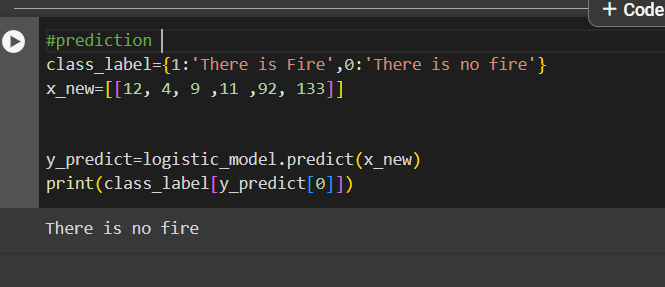 + Code
#prediction
class_label={1:'There is Fire',0:'There is no fire'}
x_new=[[12, 4, 9 ,11 ,92, 133]]
y_predict=logistic_model.predict(x_new)
print(class_label[y_predict[0]])
There is no fire